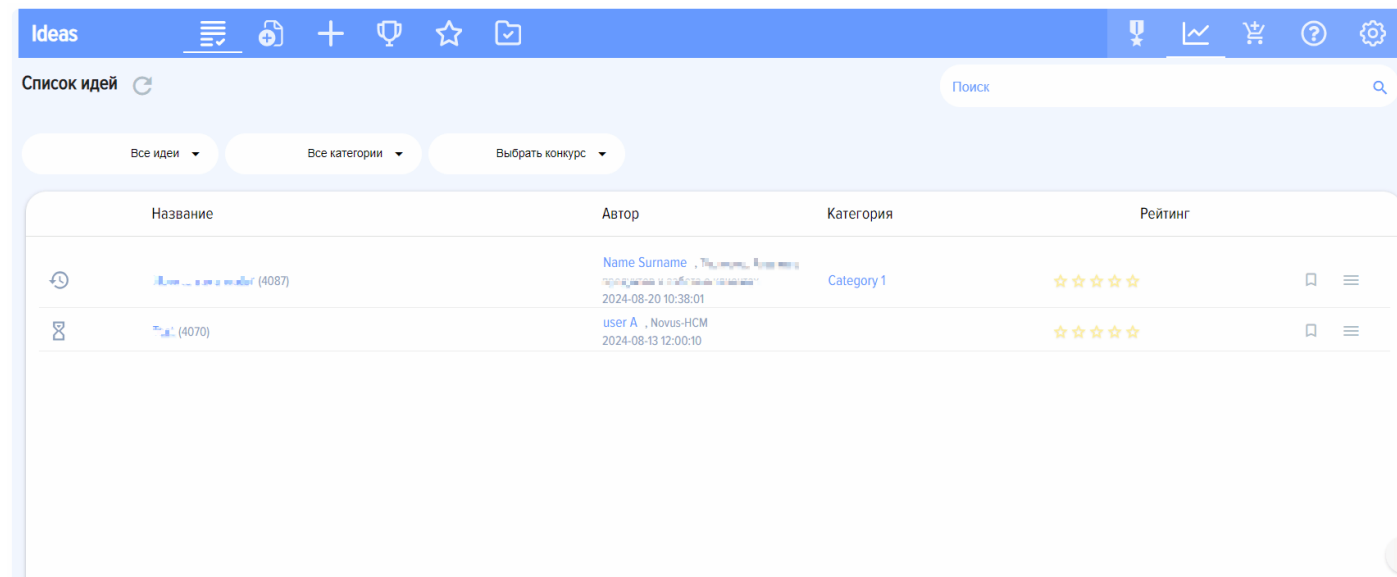 Ideas
Список идей
Поиск
Все идеи
Все категории
Выбрать конкурс
Название
Автор
Категория
Рейтинг
(4087)
Name Surname ,
2024-08-20 10:38:01
Category 1
(4070)
user A , Novus-HCM
2024-08-13 12:00:10